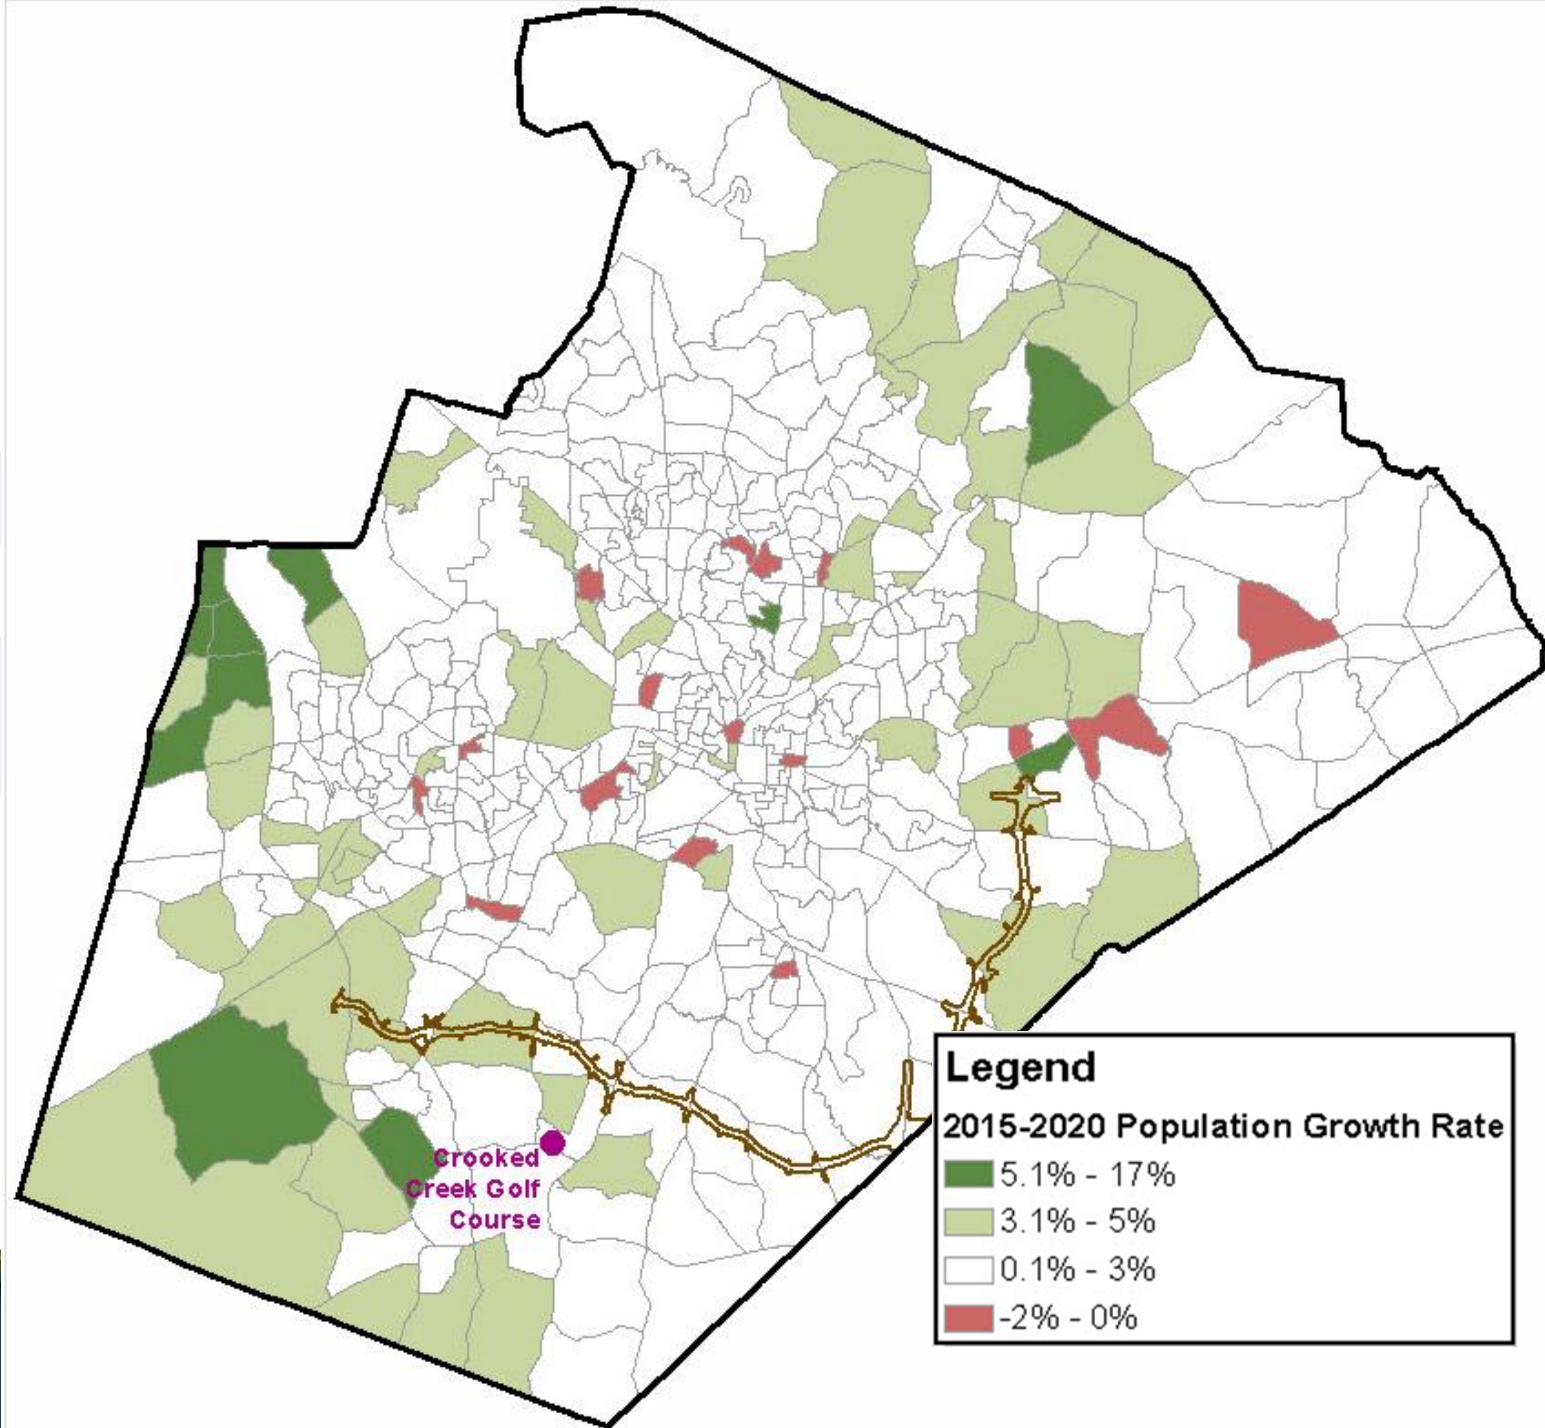 Crooked
Creek Golf
Course
Legend
2015-2020 Population Growth Rate
5.1% - 17%
3.1% - 5%
0.1% - 3%
-2% - 0%